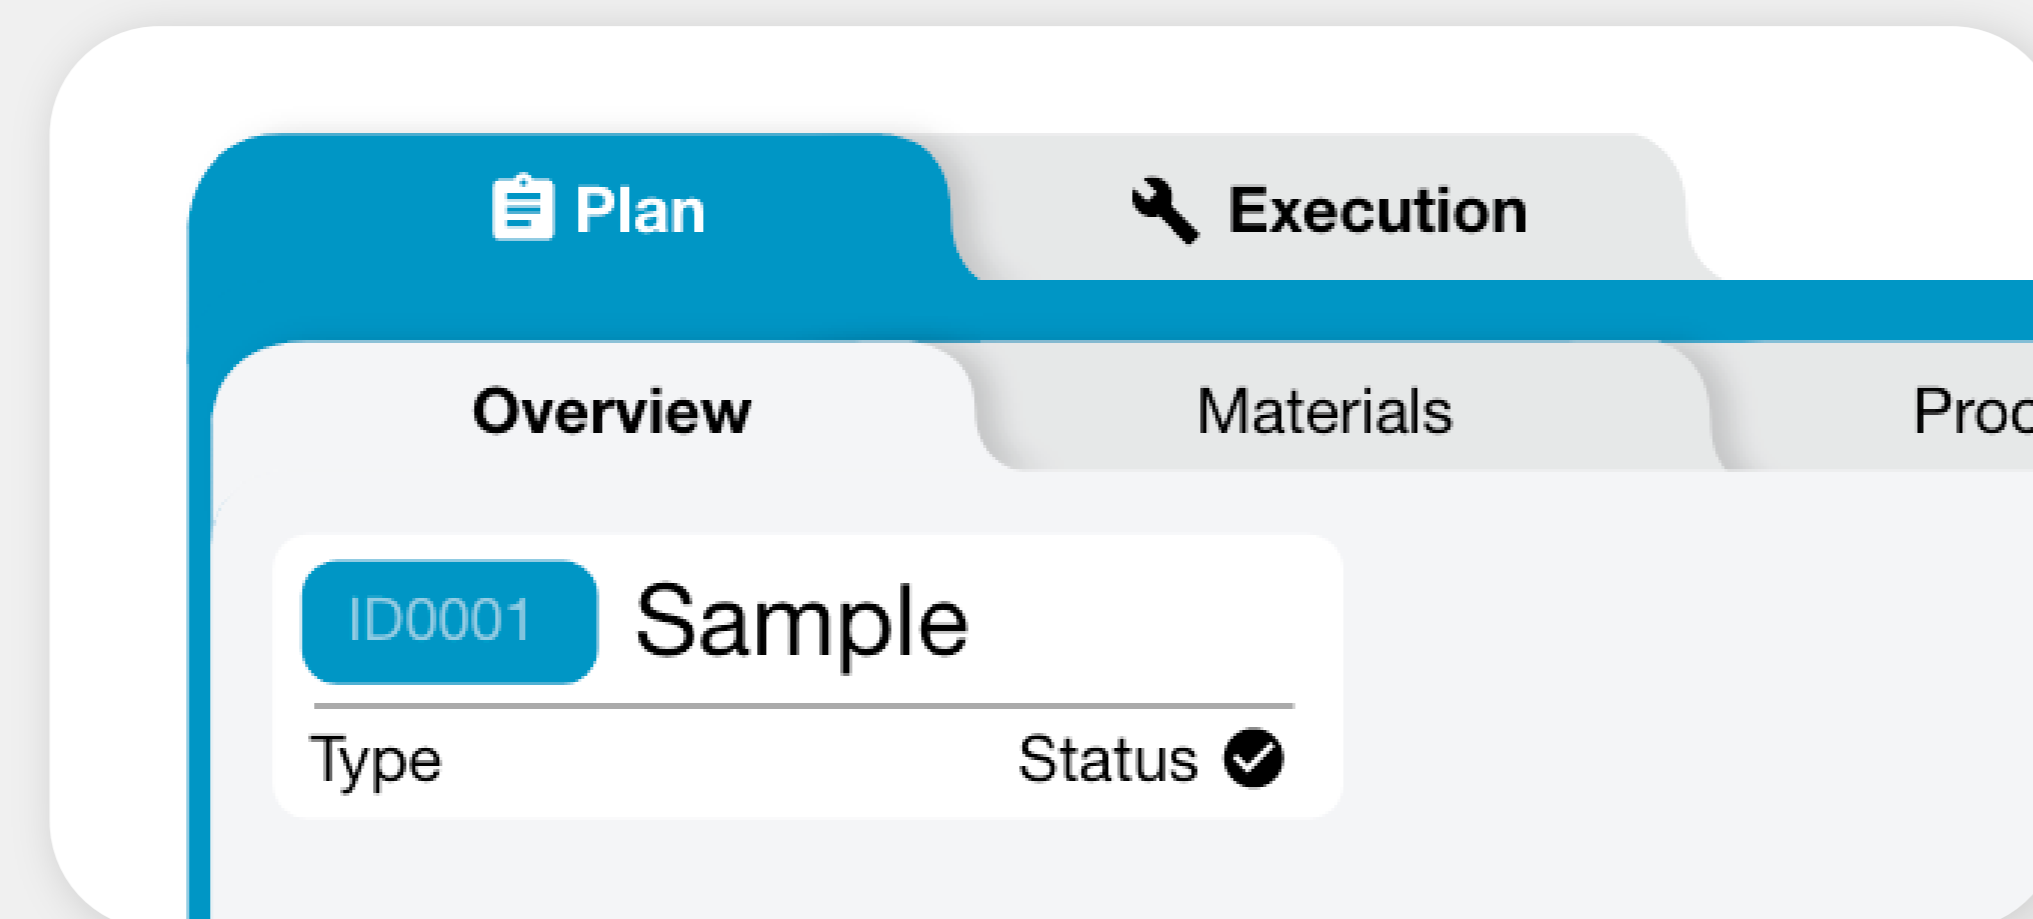 Plan Execution
Overview Materials
ID0001 Sample
Type Status